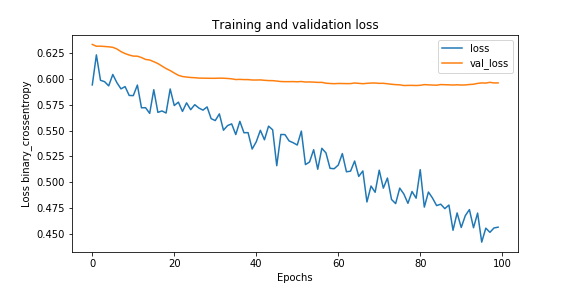 Training and validation loss
loss
val_loss
Loss binary_crossentropy
0.625
0.600
0.575
0.550
0.525
0.500
0.475
0.450
0
20
40
60
80
100
Epochs